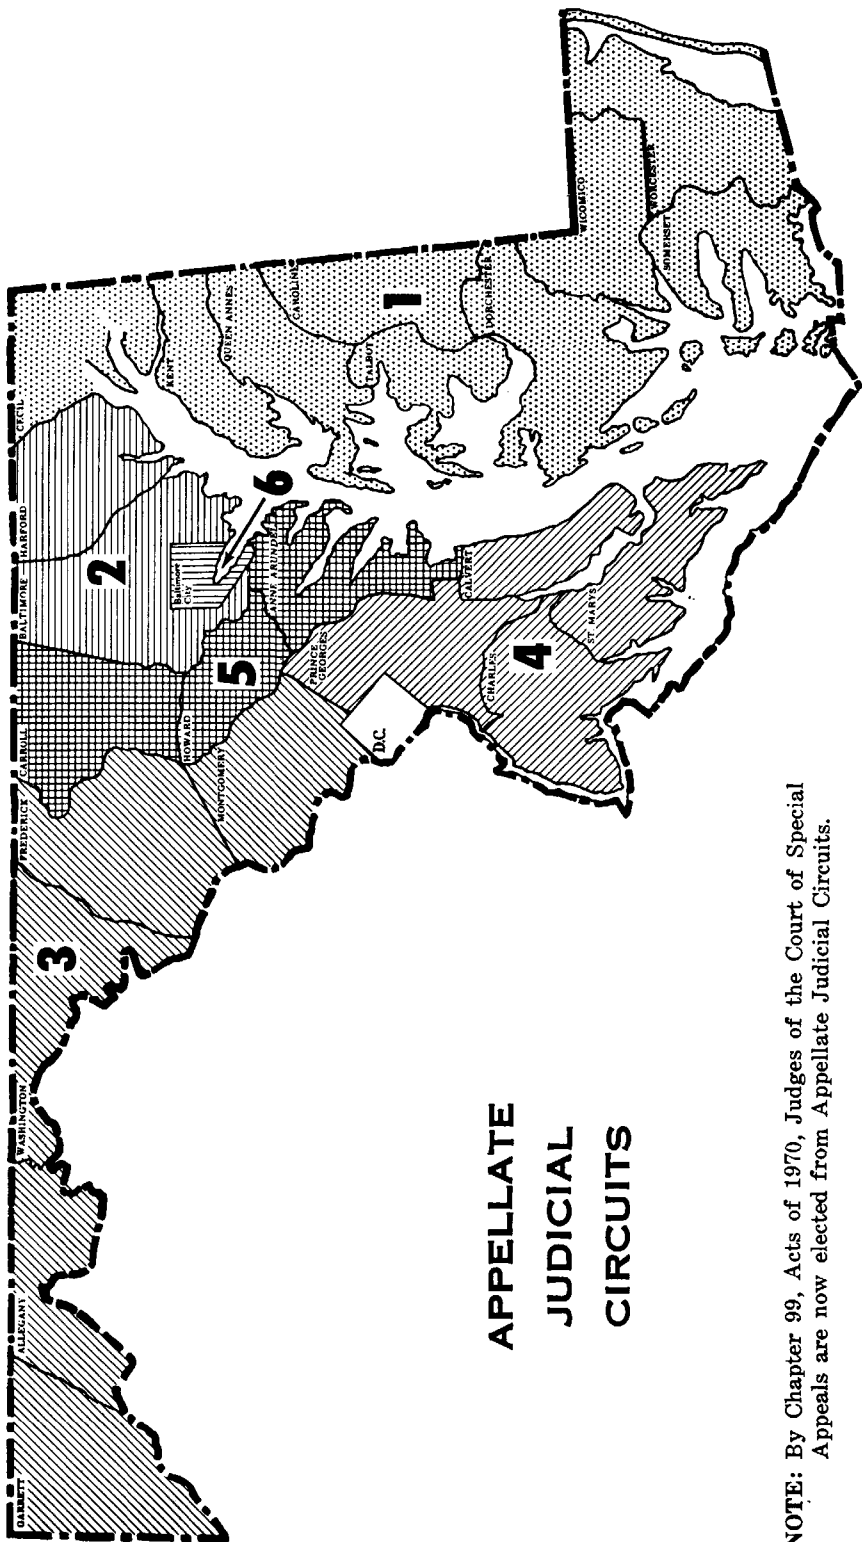 GARRETT
ALLEGANY
WASHINGTON
FREDERICK
CARROLL
BALTIMORE
HARFORD
CECIL
3
2
Baltimore
City
6
KENT
HOWARD
5
MONTGOMERY
ANNE ARUNDEL
QUEEN ANNES
CAROLINE
PRINCE
GEORGES
D.C.
TALBOT
1
CALVERT
DORCHESTER
CHARLES
4
ST. MARYS
WICOMICO
WORCESTER
SOMERSET
APPELLATE
JUDICIAL
CIRCUITS
NOTE: By Chapter 99, Acts of 1970, Judges of the Court of Special
Appeals are now elected from Appellate Judicial Circuits.